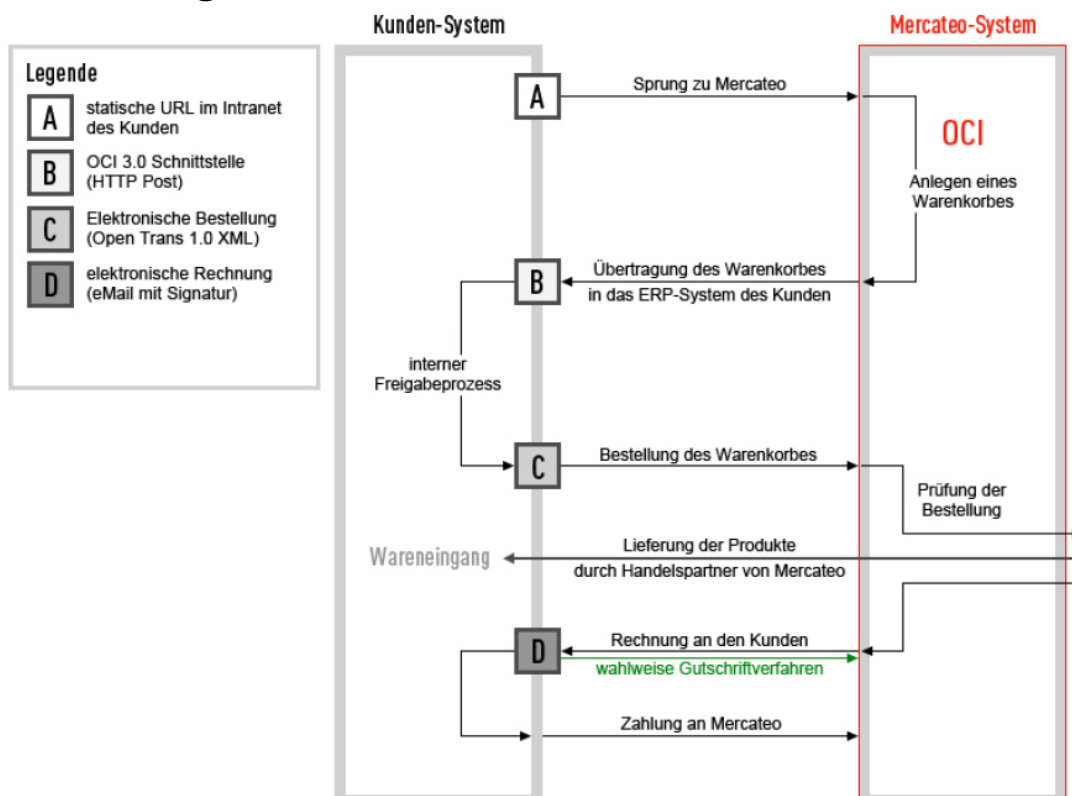 Kunden-System
Mercateo-System
Legende
A
statische URL im Intranet
des Kunden
B
OCI 3.0 Schnittstelle
(HTTP Post)
C
Elektronische Bestellung
(Open Trans 1.0 XML)
D
elektronische Rechnung
(eMail mit Signatur)
A
Sprung zu Mercateo
OCI
Anlegen eines
Warenkorbes
B
Übertragung des Warenkorbes
in das ERP-System des Kunden
interner
Freigabeprozess
C
Bestellung des Warenkorbes
Prüfung der
Bestellung
Wareneingang
Lieferung der Produkte
durch Handelspartner von Mercateo
D
Rechnung an den Kunden
wahlweise Gutschriftverfahren
Zahlung an Mercateo